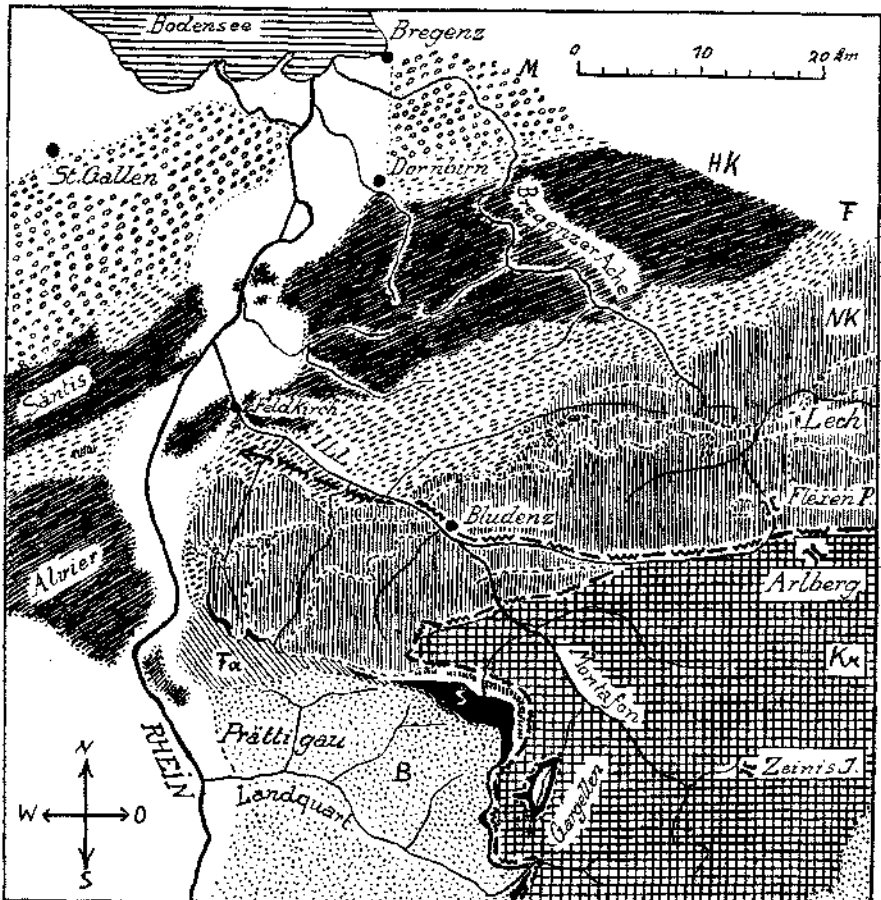 Bodensee
Bregenz
0 10 20 km
M
St. Gallen
Dornbirn
HK
Bregenzer-Ache
F
NK
Säntis
Feldkirch
Ill
Lech
Flexen P.
Bludenz
Alvier
Arlberg
Fa
Kr
S
Montafon
RHEIN
Prättigau
B
Zeinis J.
Gargellen
Landquart
N
W O
S